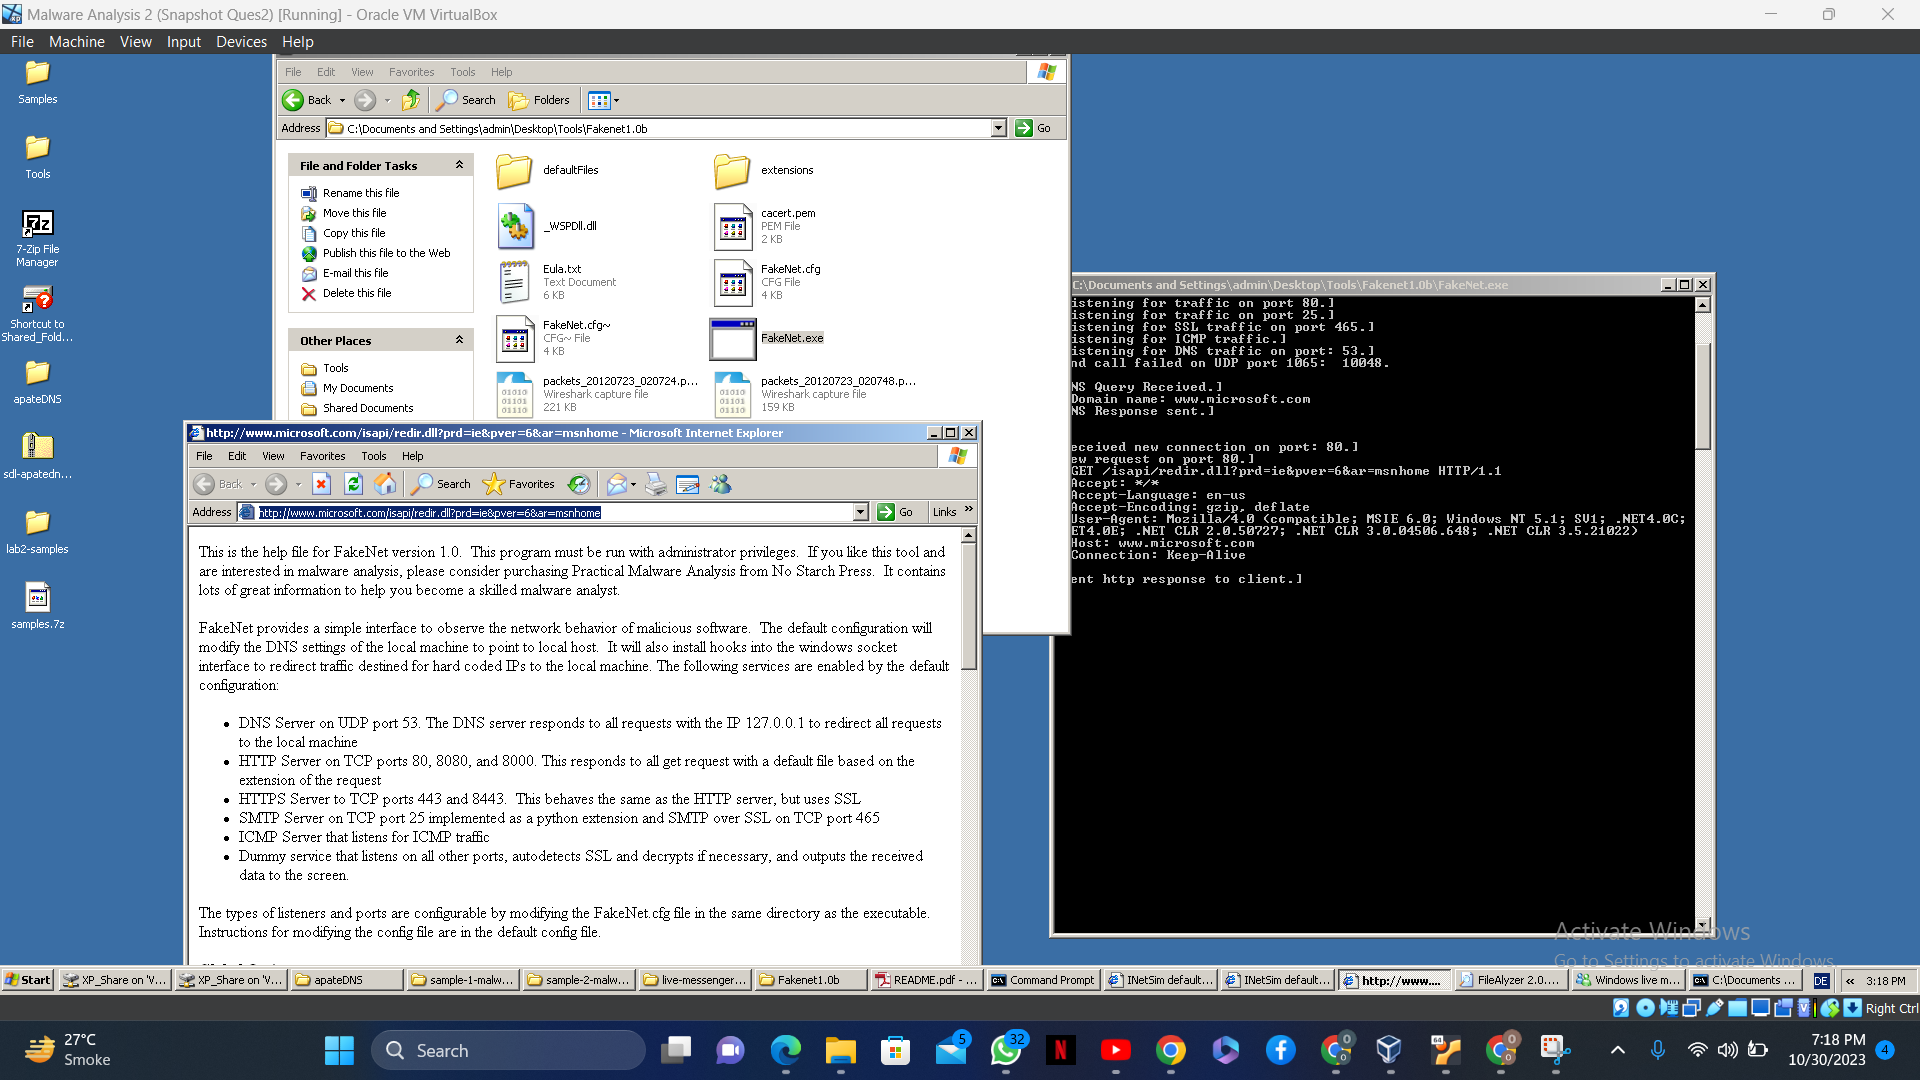 Malware Analysis 2 (Snapshot Ques2) [Running] - Oracle VM VirtualBox
File Machine View Input Devices Help
Samples
Tools
7-Zip File
Manager
Shortcut to
Shared_Fold...
apateDNS
sdl-apatedn...
lab2-samples
samples.7z
File Edit View Favorites Tools Help
Back Search Folders
Address C:\Documents and Settings\admin\Desktop\Tools\Fakenet1.0b Go
File and Folder Tasks
Rename this file
Move this file
Copy this file
Publish this file to the Web
E-mail this file
Delete this file
Other Places
Tools
My Documents
Shared Documents
defaultFiles
extensions
_WSPDll.dll
cacert.pem
PEM File
2 KB
Eula.txt
Text Document
6 KB
FakeNet.cfg
CFG File
4 KB
FakeNet.cfg~
CFG~ File
4 KB
FakeNet.exe
packets_20120723_020724.p...
Wireshark capture file
221 KB
packets_20120723_020748.p...
Wireshark capture file
159 KB
C:\Documents and Settings\admin\Desktop\Tools\Fakenet1.0b\FakeNet.exe
istening for traffic on port 80.]
istening for traffic on port 25.]
istening for SSL traffic on port 465.]
istening for ICMP traffic.]
istening for DNS traffic on port: 53.]
nd call failed on UDP port 1065: 10048.
NS Query Received.]
Domain name: www.microsoft.com
NS Response sent.]
eceived new connection on port: 80.]
ew request on port 80.]
GET /isapi/redir.dll?prd=ie&pver=6&ar=msnhome HTTP/1.1
Accept: */*
Accept-Language: en-us
Accept-Encoding: gzip, deflate
User-Agent: Mozilla/4.0 (compatible; MSIE 6.0; Windows NT 5.1; SV1; .NET4.0C;
ET4.0E; .NET CLR 2.0.50727; .NET CLR 3.0.04506.648; .NET CLR 3.5.21022)
Host: www.microsoft.com
Connection: Keep-Alive
ent http response to client.]
http://www.microsoft.com/isapi/redir.dll?prd=ie&pver=6&ar=msnhome - Microsoft Internet Explorer
File Edit View Favorites Tools Help
Back Search Favorites
Address http://www.microsoft.com/isapi/redir.dll?prd=ie&pver=6&ar=msnhome Go Links »
This is the help file for FakeNet version 1.0. This program must be run with administrator privileges. If you like this tool and
are interested in malware analysis, please consider purchasing Practical Malware Analysis from No Starch Press. It contains
lots of great information to help you become a skilled malware analyst.
FakeNet provides a simple interface to observe the network behavior of malicious software. The default configuration will
modify the DNS settings of the local machine to point to local host. It will also install hooks into the windows socket
interface to redirect traffic destined for hard coded IPs to the local machine. The following services are enabled by the default
configuration:
• DNS Server on UDP port 53. The DNS server responds to all requests with the IP 127.0.0.1 to redirect all requests
to the local machine
• HTTP Server on TCP ports 80, 8080, and 8000. This responds to all get request with a default file based on the
extension of the request
• HTTPS Server to TCP ports 443 and 8443. This behaves the same as the HTTP server, but uses SSL
• SMTP Server on TCP port 25 implemented as a python extension and SMTP over SSL on TCP port 465
• ICMP Server that listens for ICMP traffic
• Dummy service that listens on all other ports, autodetects SSL and decrypts if necessary, and outputs the received
data to the screen.
The types of listeners and ports are configurable by modifying the FakeNet.cfg file in the same directory as the executable.
Instructions for modifying the config file are in the default config file.
Activate Windows
Go to Settings to activate Windows.
Start XP_Share on 'V... XP_Share on 'V... apateDNS sample-1-malw... sample-2-malw... live-messenger... Fakenet1.0b README.pdf - ... Command Prompt INetSim default... INetSim default... http://www.... FileAlyzer 2.0.... Windows live m... C:\Documents ... DE « 3:18 PM
Right Ctrl
27°C
Smoke
Search
5
32
7:18 PM
10/30/2023
4